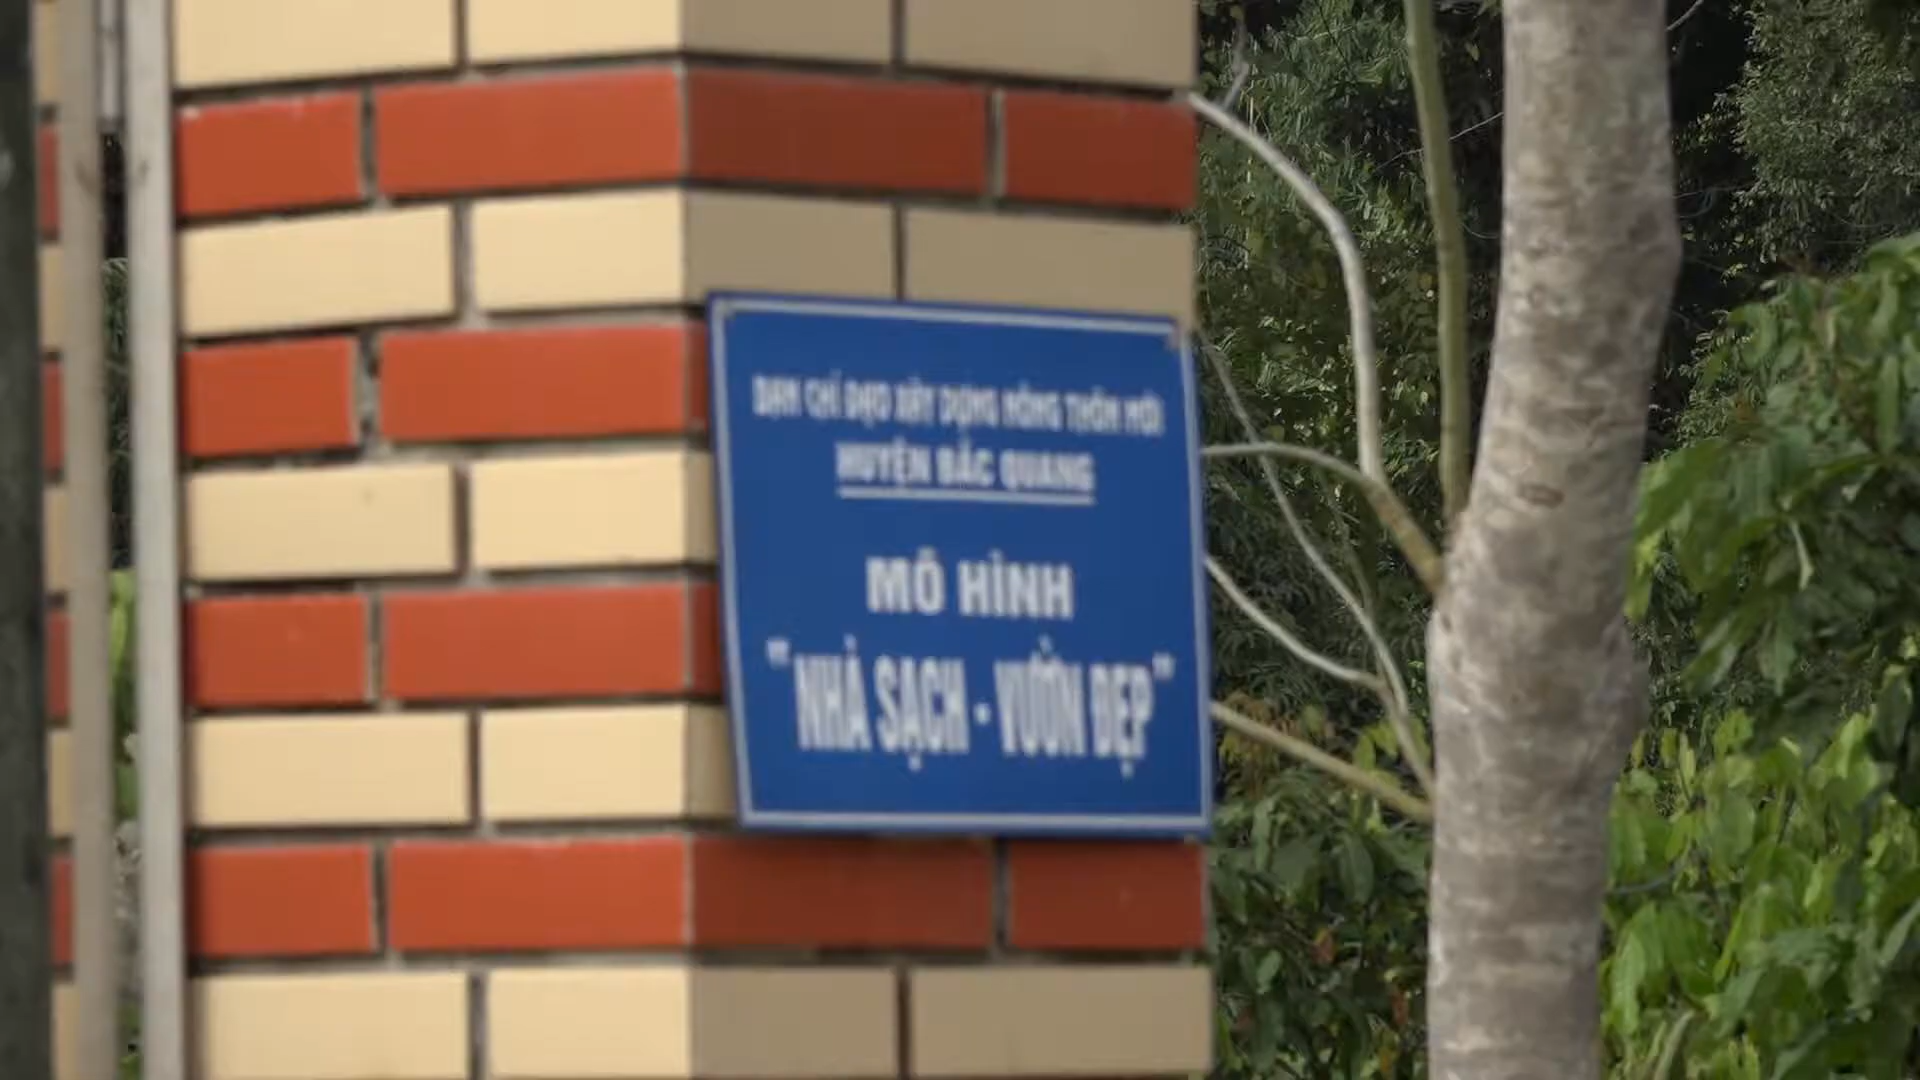 BAN CHỈ ĐẠO XÂY DỰNG NÔNG THÔN MỚI
HUYỆN BẮC QUANG
MÔ HÌNH
"NHÀ SẠCH - VƯỜN ĐẸP"